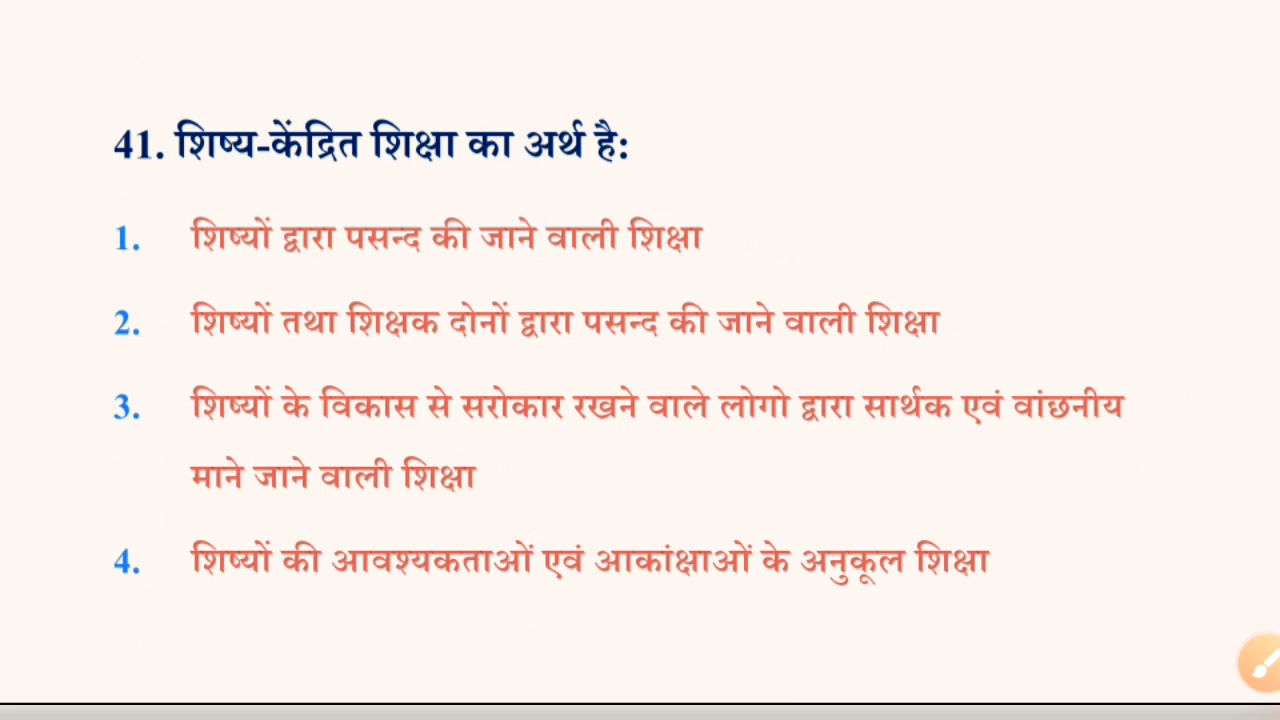 41. शिष्य-केंद्रित शिक्षा का अर्थ है:
1. शिष्यों द्वारा पसन्द की जाने वाली शिक्षा
2. शिष्यों तथा शिक्षक दोनों द्वारा पसन्द की जाने वाली शिक्षा
3. शिष्यों के विकास से सरोकार रखने वाले लोगो द्वारा सार्थक एवं वांछनीय
माने जाने वाली शिक्षा
4. शिष्यों की आवश्यकताओं एवं आकांक्षाओं के अनुकूल शिक्षा